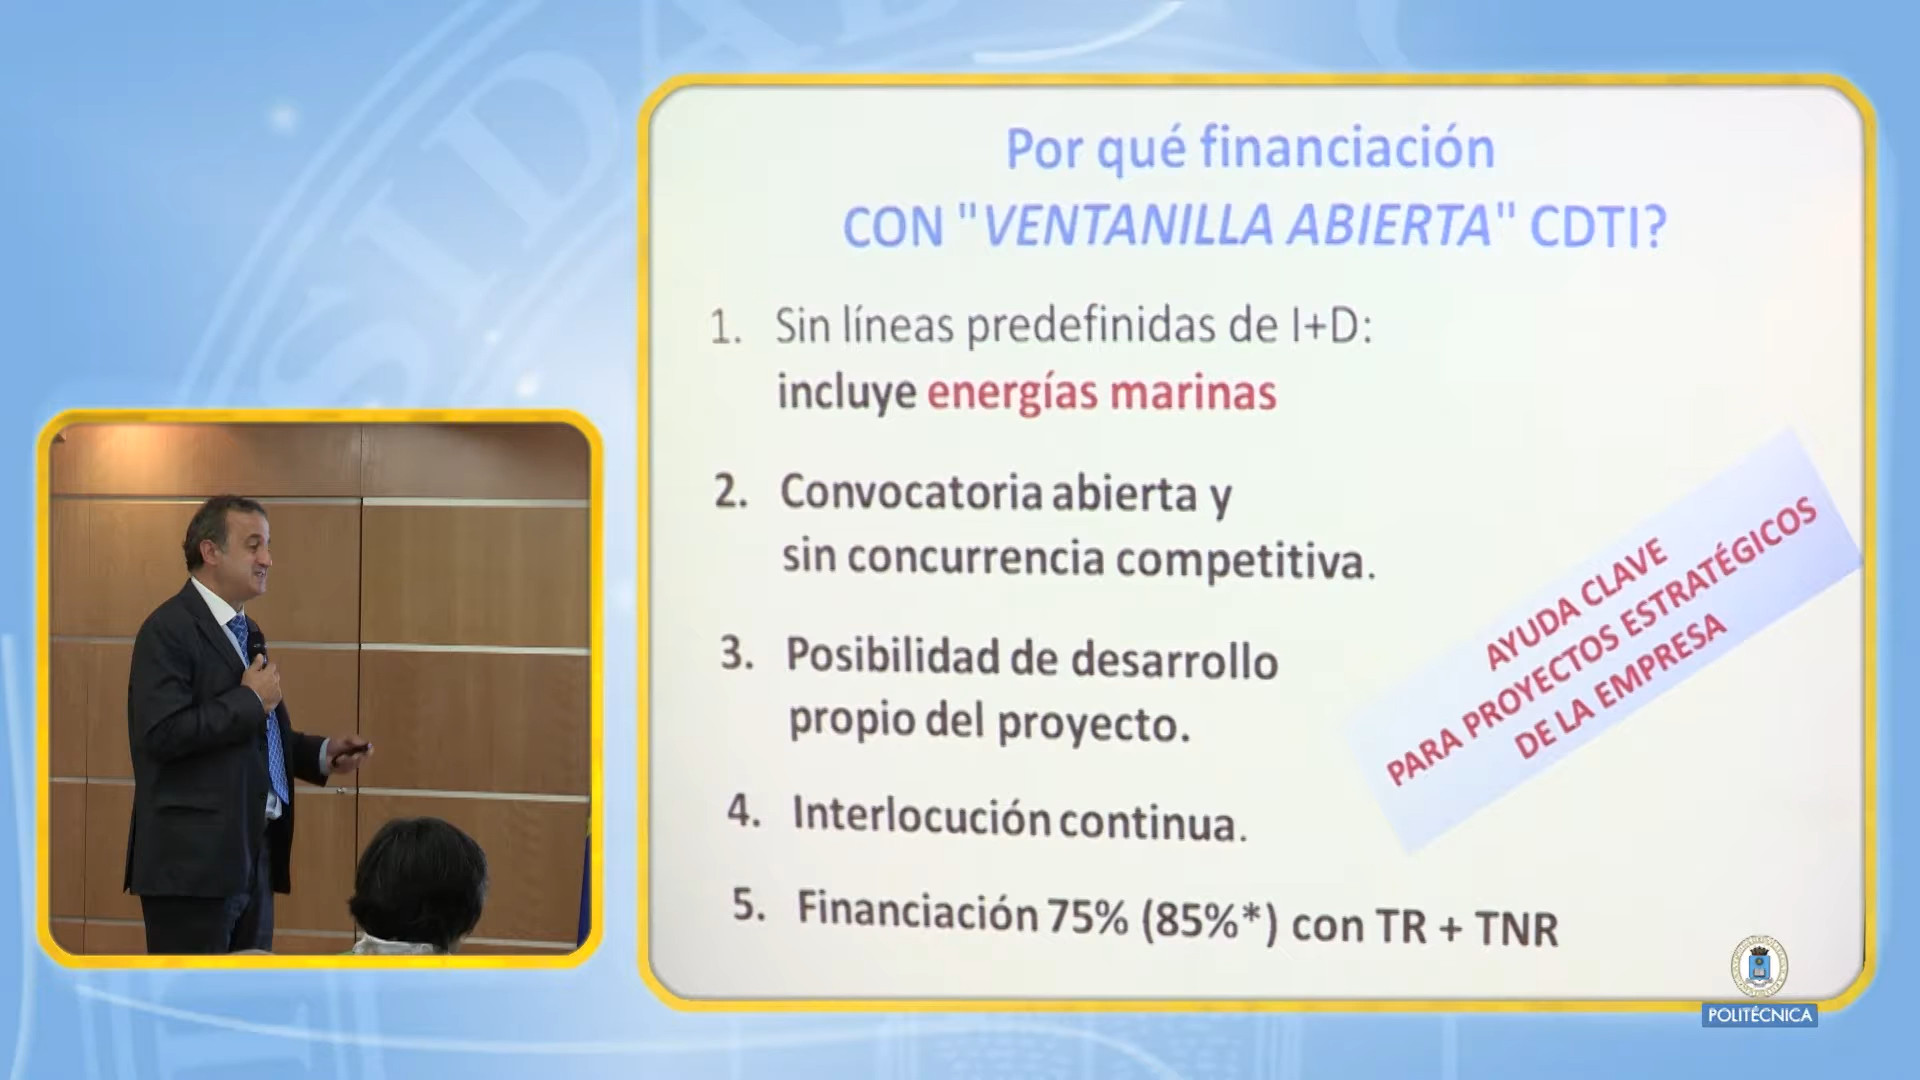 Por qué financiación
CON "VENTANILLA ABIERTA" CDTI?
1. Sin líneas predefinidas de I+D:
incluye energías marinas
2. Convocatoria abierta y
sin concurrencia competitiva.
3. Posibilidad de desarrollo
propio del proyecto.
4. Interlocución continua.
5. Financiación 75% (85%*) con TR + TNR
AYUDA CLAVE
PARA PROYECTOS ESTRATÉGICOS
DE LA EMPRESA
POLITÉCNICA